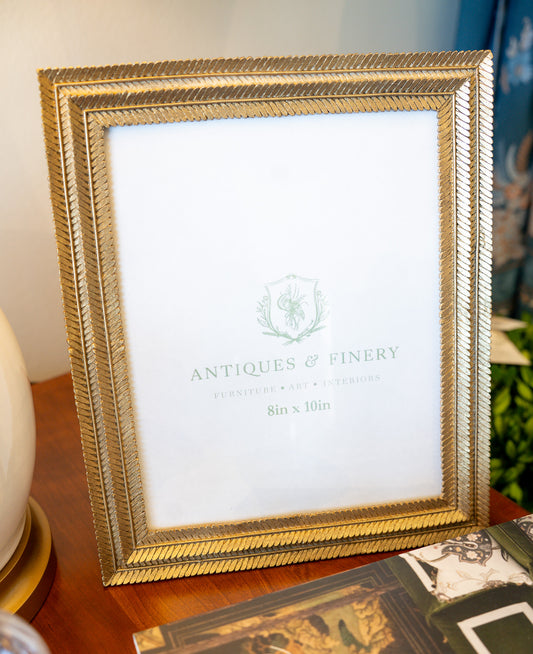 ANTIQUES & FINERY
FURNITURE • ART • INTERIORS
8in x 10in